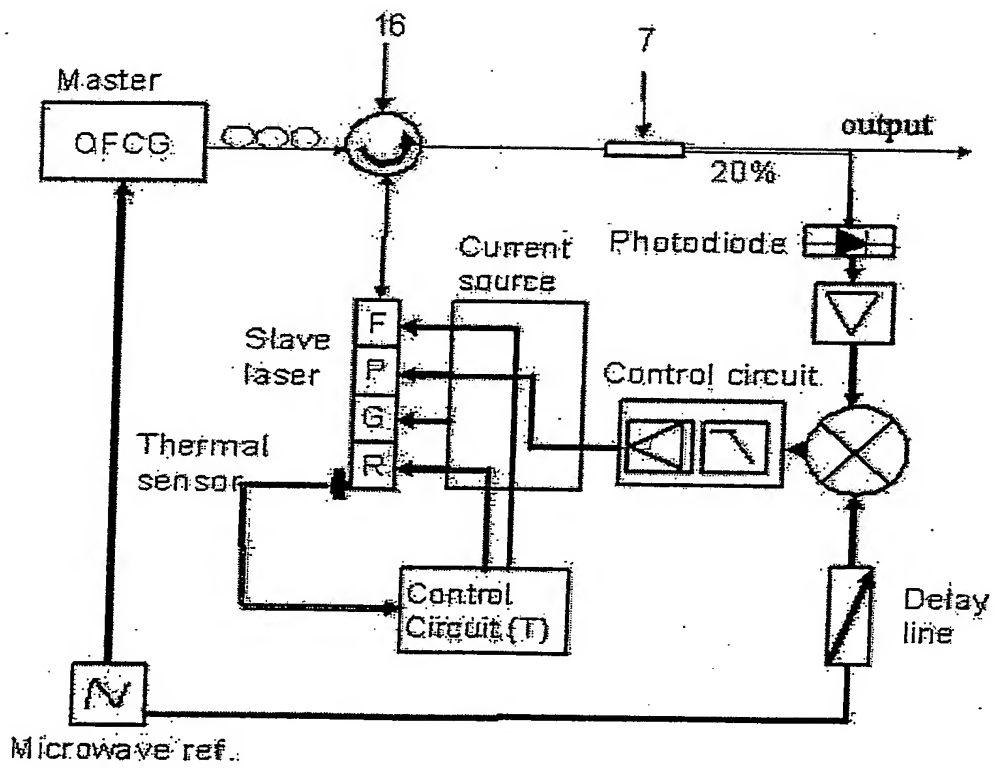 16
7
Master
OFCG
output
20%
Photodiode
Current
source
F
Slave
laser
P
Control circuit
G
Thermal
sensor
R
Control
Circuit (T)
Delay
line
Microwave ref.